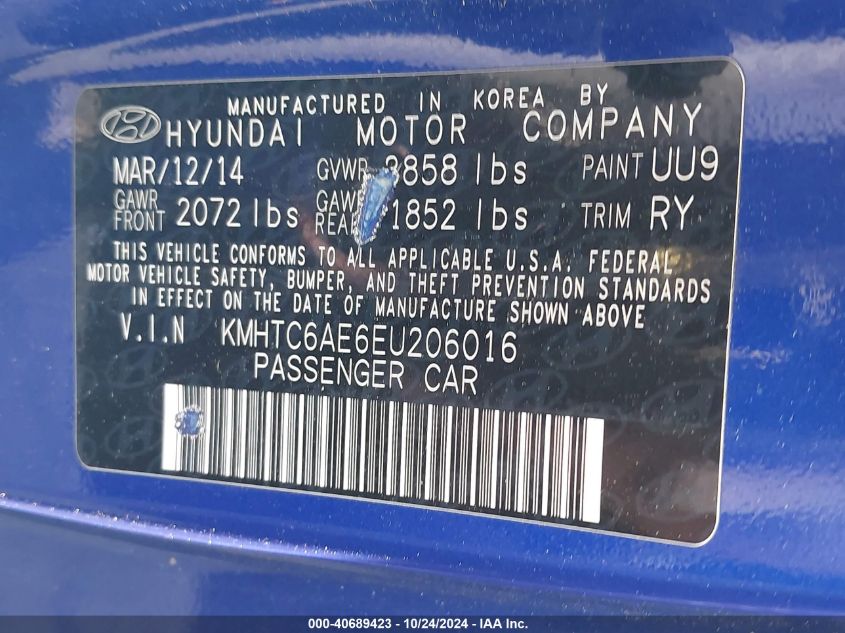 MANUFACTURED IN KOREA BY
HYUNDAI MOTOR COMPANY
MAR/12/14 GVWR 858 lbs PAINT UU9
GAWR FRONT 2072 lbs GAWR REAR 1852 lbs TRIM RY
THIS VEHICLE CONFORMS TO ALL APPLICABLE U.S.A. FEDERAL
MOTOR VEHICLE SAFETY, BUMPER, AND THEFT PREVENTION STANDARDS
IN EFFECT ON THE DATE OF MANUFACTURE SHOWN ABOVE
V.I.N KMHTC6AE6EU206016
PASSENGER CAR
000-40689423 - 10/24/2024 - IAA Inc.